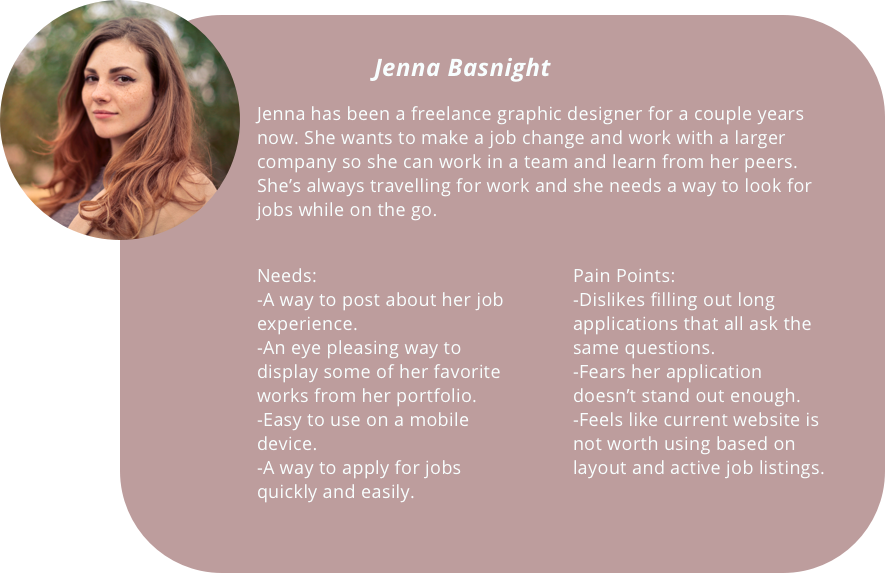 Jenna Basnight
Jenna has been a freelance graphic designer for a couple years
now. She wants to make a job change and work with a larger
company so she can work in a team and learn from her peers.
She’s always travelling for work and she needs a way to look for
jobs while on the go.
Needs:
-A way to post about her job
experience.
-An eye pleasing way to
display some of her favorite
works from her portfolio.
-Easy to use on a mobile
device.
-A way to apply for jobs
quickly and easily.
Pain Points:
-Dislikes filling out long
applications that all ask the
same questions.
-Fears her application
doesn’t stand out enough.
-Feels like current website is
not worth using based on
layout and active job listings.